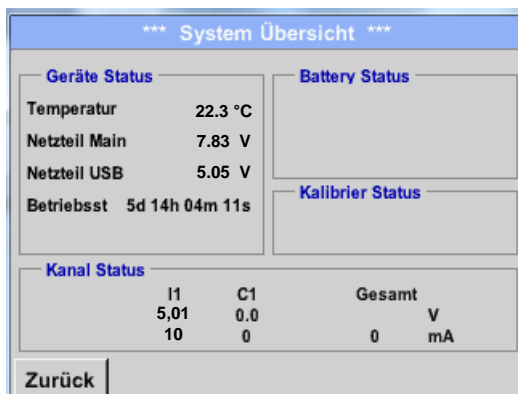 *** System Übersicht ***
Geräte Status
Temperatur 22.3 °C
Netzteil Main 7.83 V
Netzteil USB 5.05 V
Betriebsst 5d 14h 04m 11s
Battery Status
Kalibrier Status
Kanal Status
I1 C1 Gesamt
5,01 0.0 V
10 0 0 mA
Zurück